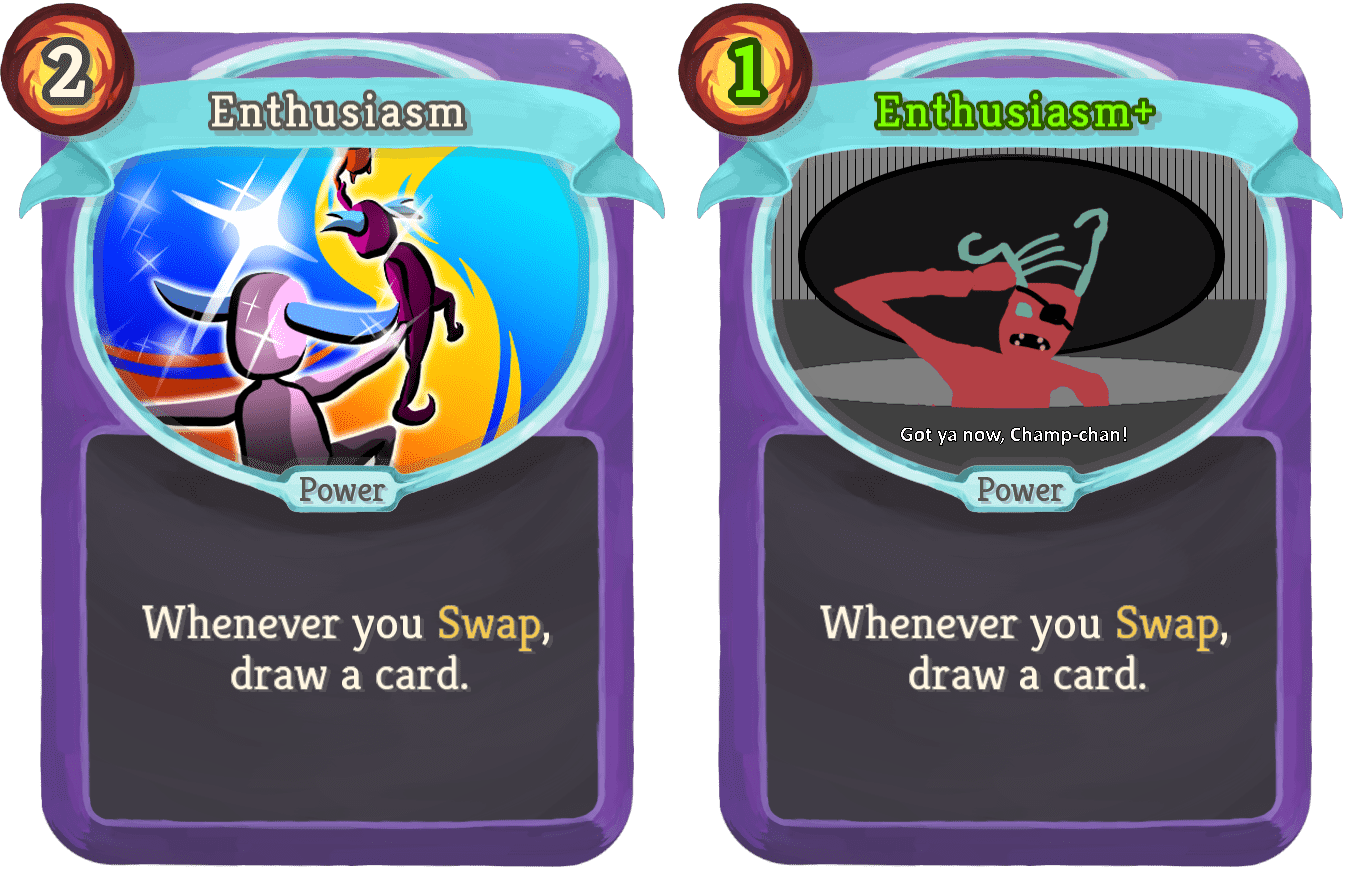 2
Enthusiasm
Power
Whenever you Swap,
draw a card.
1
Enthusiasm+
Got ya now, Champ-chan!
Power
Whenever you Swap,
draw a card.